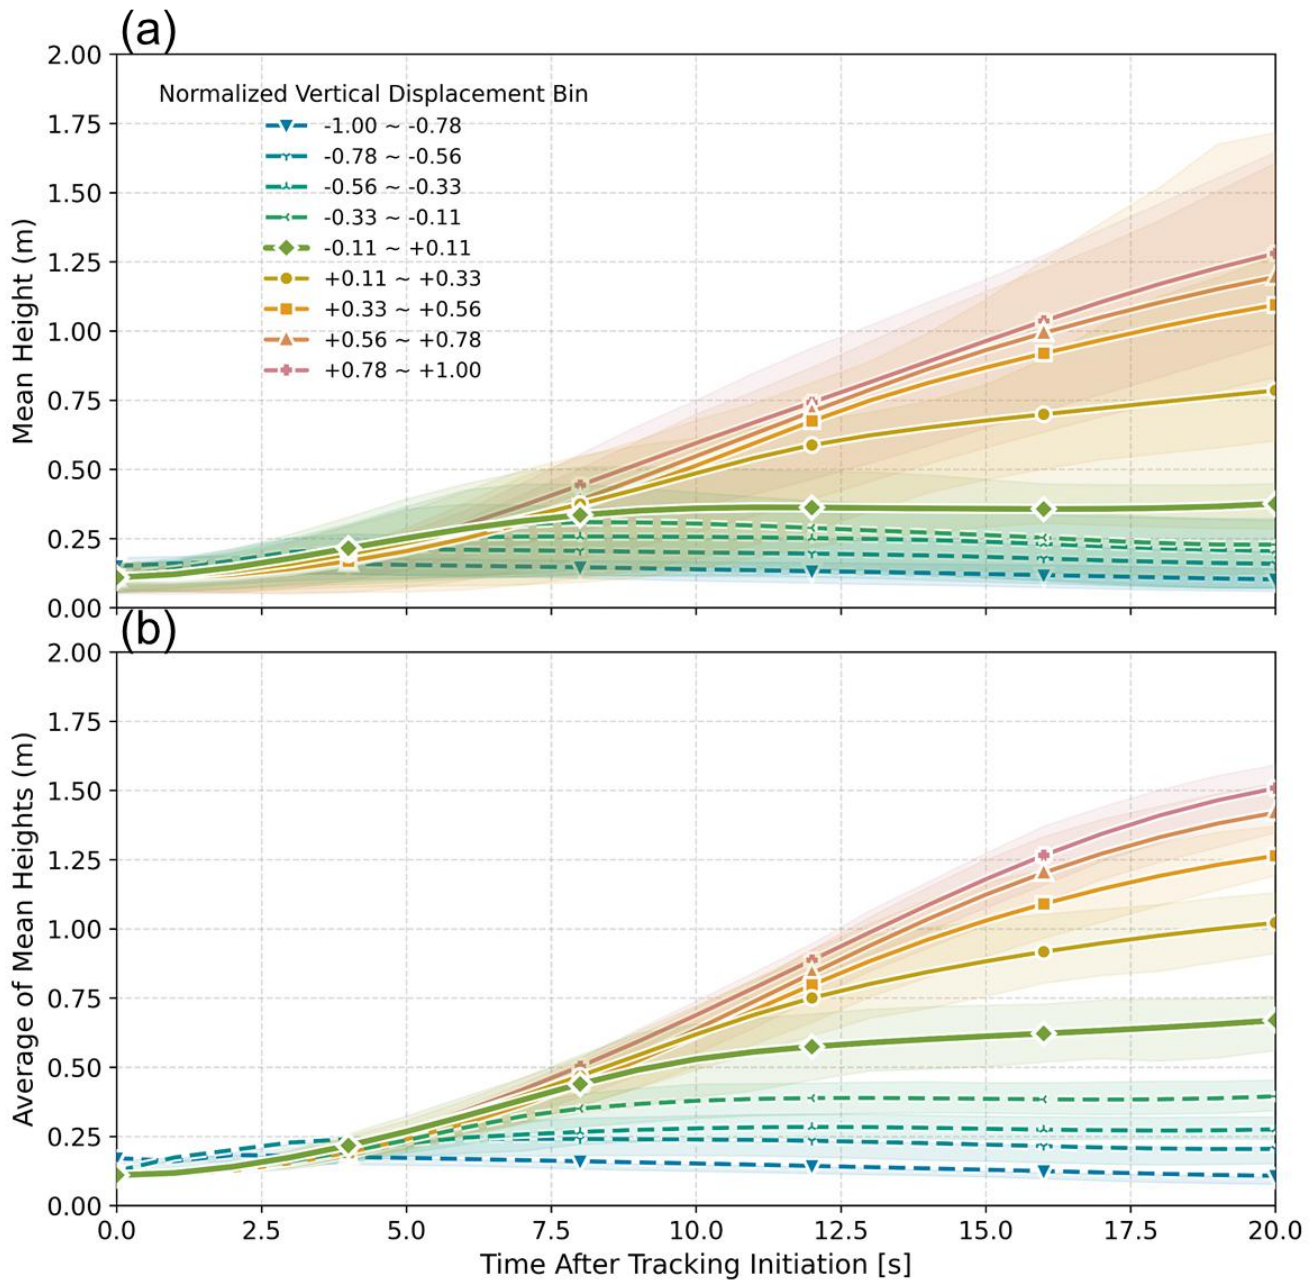 (a)
2.00
1.75
1.50
1.25
1.00
0.75
0.50
0.25
0.00
Mean Height (m)
Normalized Vertical Displacement Bin
-1.00 ~ -0.78
-0.78 ~ -0.56
-0.56 ~ -0.33
-0.33 ~ -0.11
-0.11 ~ +0.11
+0.11 ~ +0.33
+0.33 ~ +0.56
+0.56 ~ +0.78
+0.78 ~ +1.00
(b)
2.00
1.75
1.50
1.25
1.00
0.75
0.50
0.25
0.00
Average of Mean Heights (m)
0.0 2.5 5.0 7.5 10.0 12.5 15.0 17.5 20.0
Time After Tracking Initiation [s]